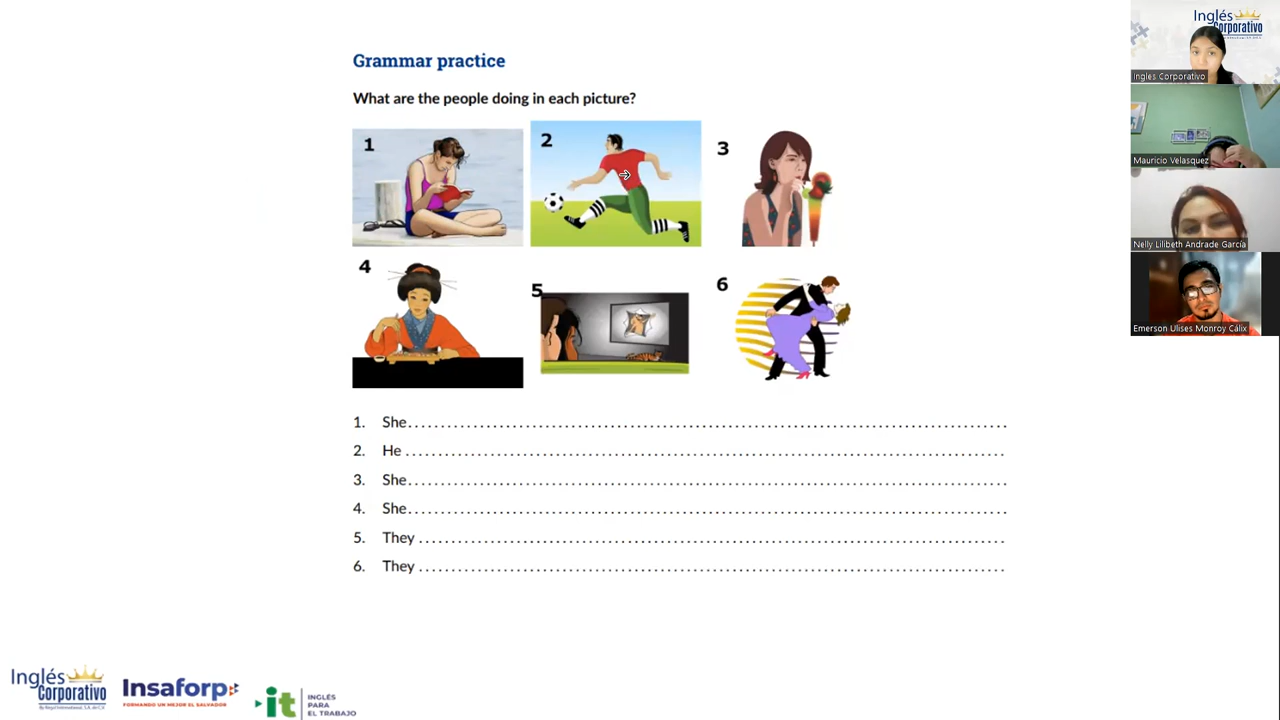 Grammar practice
What are the people doing in each picture?
1
2
3
4
5
6
1. She
2. He
3. She
4. She
5. They
6. They
Inglés
Corporativo
Insaforp
FORMANDO UN MEJOR EL SALVADOR
it
INGLÉS
PARA
EL TRABAJO
Inglés
Corporativo
Ingles Corporativo
Mauricio Velasquez
Nelly Lilibeth Andrade García
Emerson Ulises Monroy Cálix